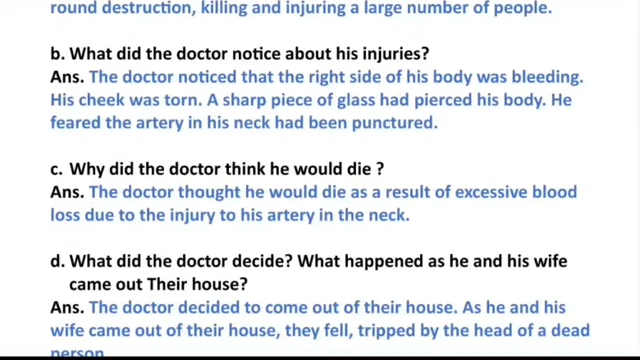 round destruction, killing and injuring a large number of people.
b. What did the doctor notice about his injuries?
Ans. The doctor noticed that the right side of his body was bleeding.
His cheek was torn. A sharp piece of glass had pierced his body. He
feared the artery in his neck had been punctured.
c. Why did the doctor think he would die ?
Ans. The doctor thought he would die as a result of excessive blood
loss due to the injury to his artery in the neck.
d. What did the doctor decide? What happened as he and his wife
came out Their house?
Ans. The doctor decided to come out of their house. As he and his
wife came out of their house, they fell, tripped by the head of a dead
person